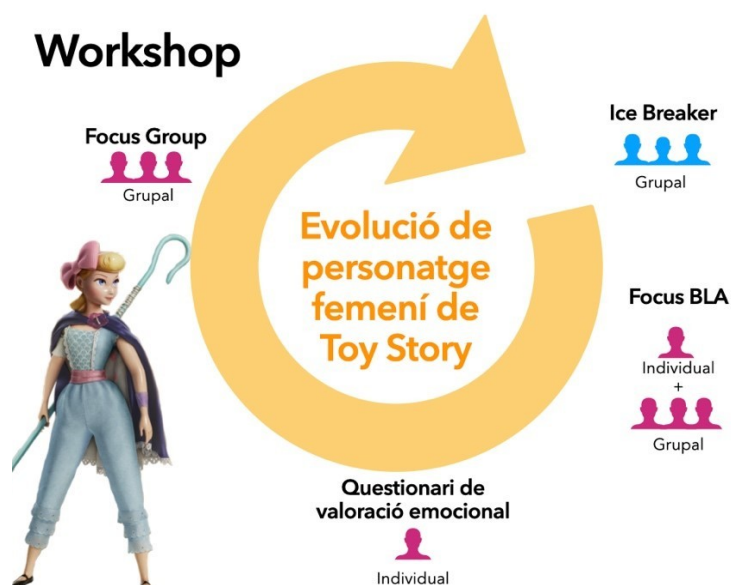 Workshop
Focus Group
Grupal
Ice Breaker
Grupal
Evolució de
personatge
femení de
Toy Story
Focus BLA
Individual
+
Grupal
Qüestionari de
valoració emocional
Individual